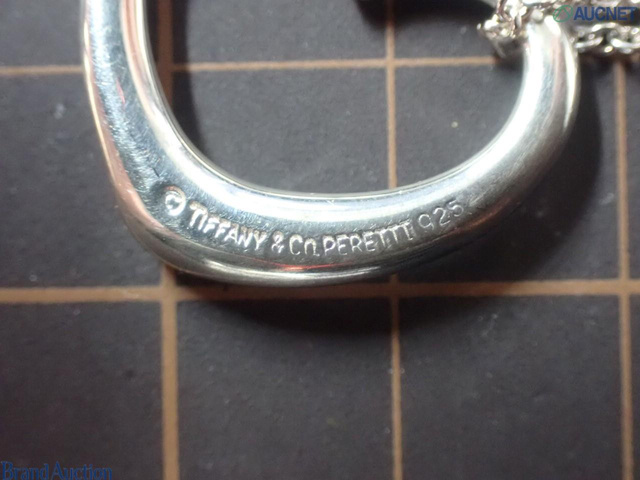 AUCNET
© TIFFANY & CO. PERETTI 925
Brand Auction